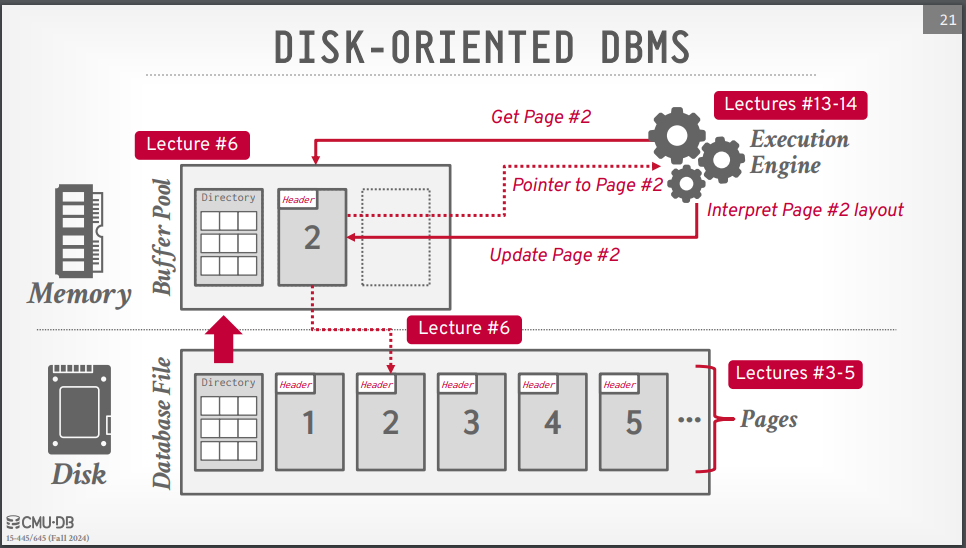 21
DISK-ORIENTED DBMS
Lectures #13-14
Get Page #2
Lecture #6
Execution
Engine
Directory
Header
2
Pointer to Page #2
Interpret Page #2 layout
Update Page #2
Buffer Pool
Memory
Lecture #6
Lectures #3-5
Directory
Header
1
Header
2
Header
3
Header
4
Header
5
...
Pages
Database File
Disk
CMU·DB
15-445/645 (Fall 2024)